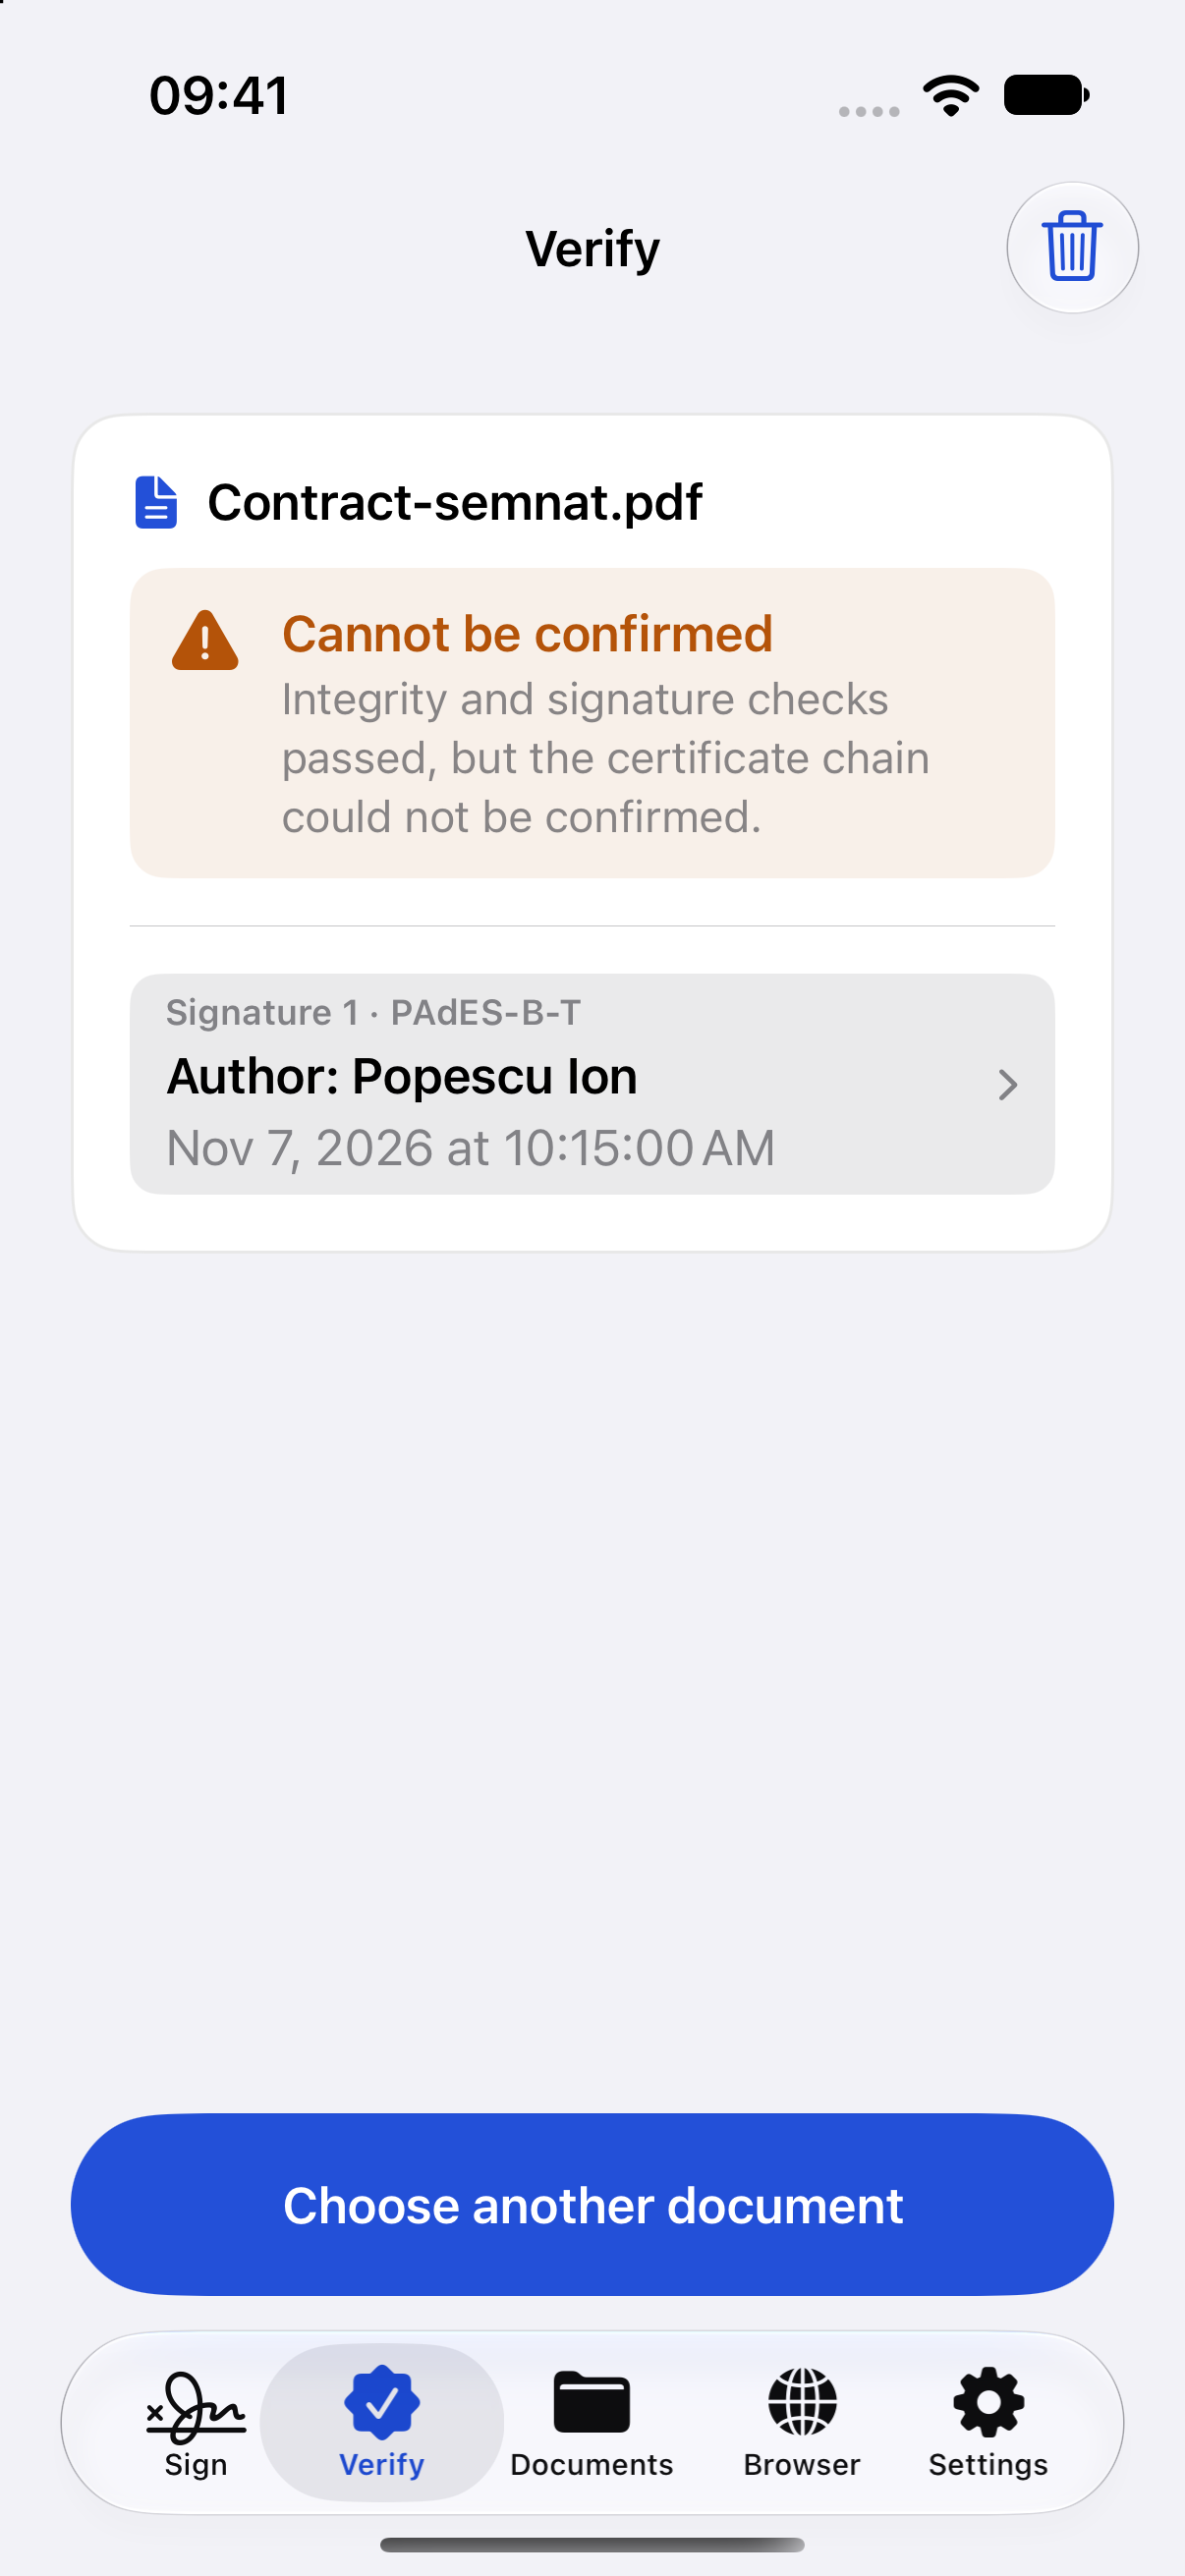 09:41
Verify
Contract-semnat.pdf
Cannot be confirmed
Integrity and signature checks
passed, but the certificate chain
could not be confirmed.
Signature 1 · PAdES-B-T
Author: Popescu Ion
Nov 7, 2026 at 10:15:00 AM
Choose another document
Sign
Verify
Documents
Browser
Settings